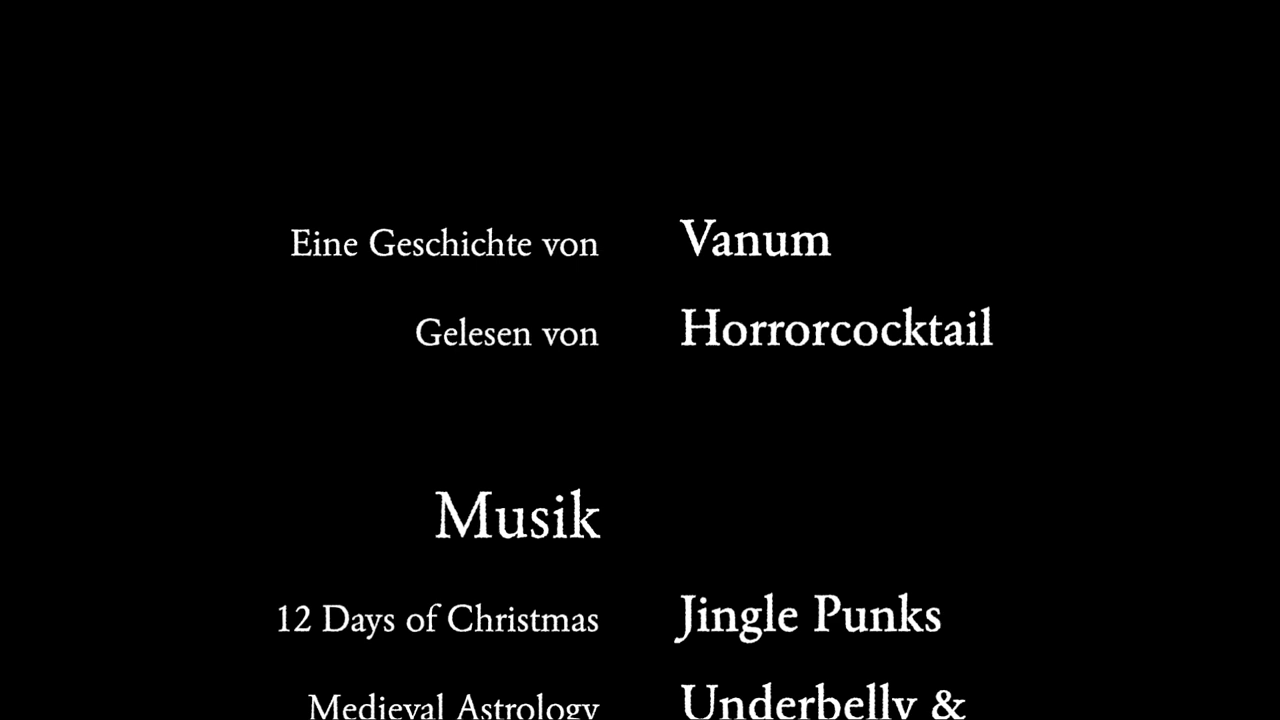 Eine Geschichte von Vanum
Gelesen von Horrorcocktail
Musik
12 Days of Christmas Jingle Punks
Medieval Astrology Underbelly &